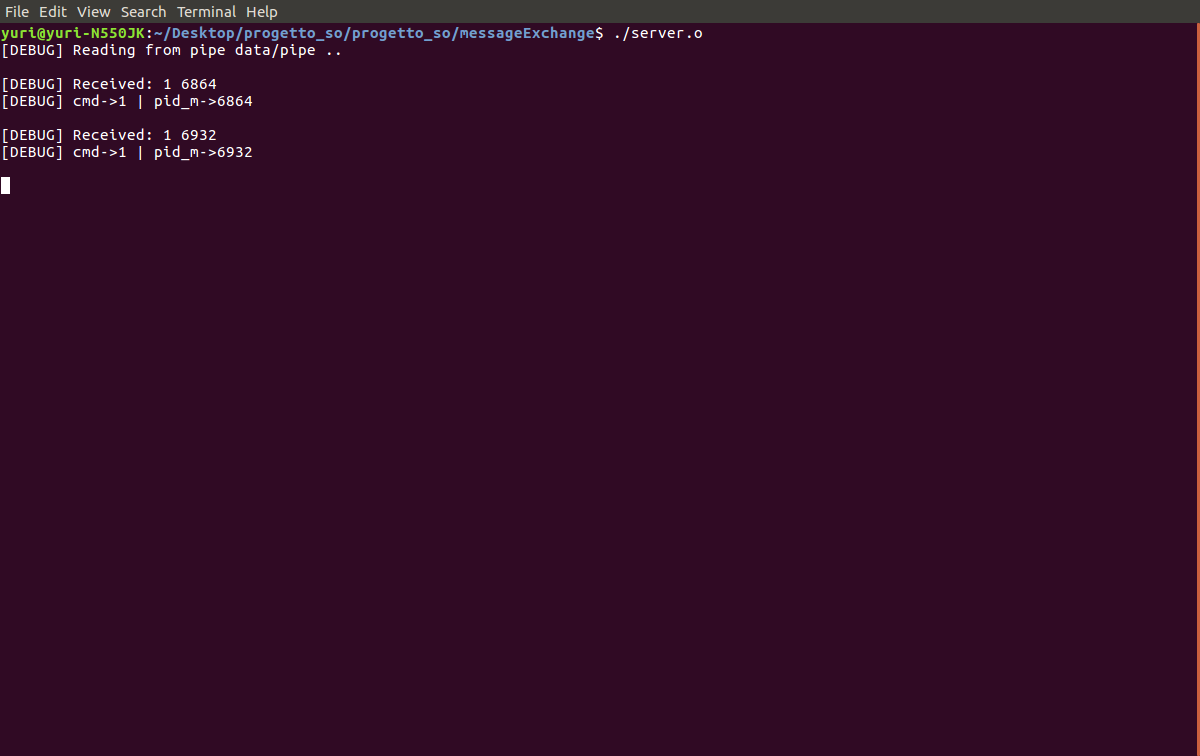 File Edit View Search Terminal Help
yuri@yuri-N550JK:~/Desktop/progetto_so/progetto_so/messageExchange$ ./server.o
[DEBUG] Reading from pipe data/pipe ..
[DEBUG] Received: 1 6864
[DEBUG] cmd->1 | pid_m->6864
[DEBUG] Received: 1 6932
[DEBUG] cmd->1 | pid_m->6932